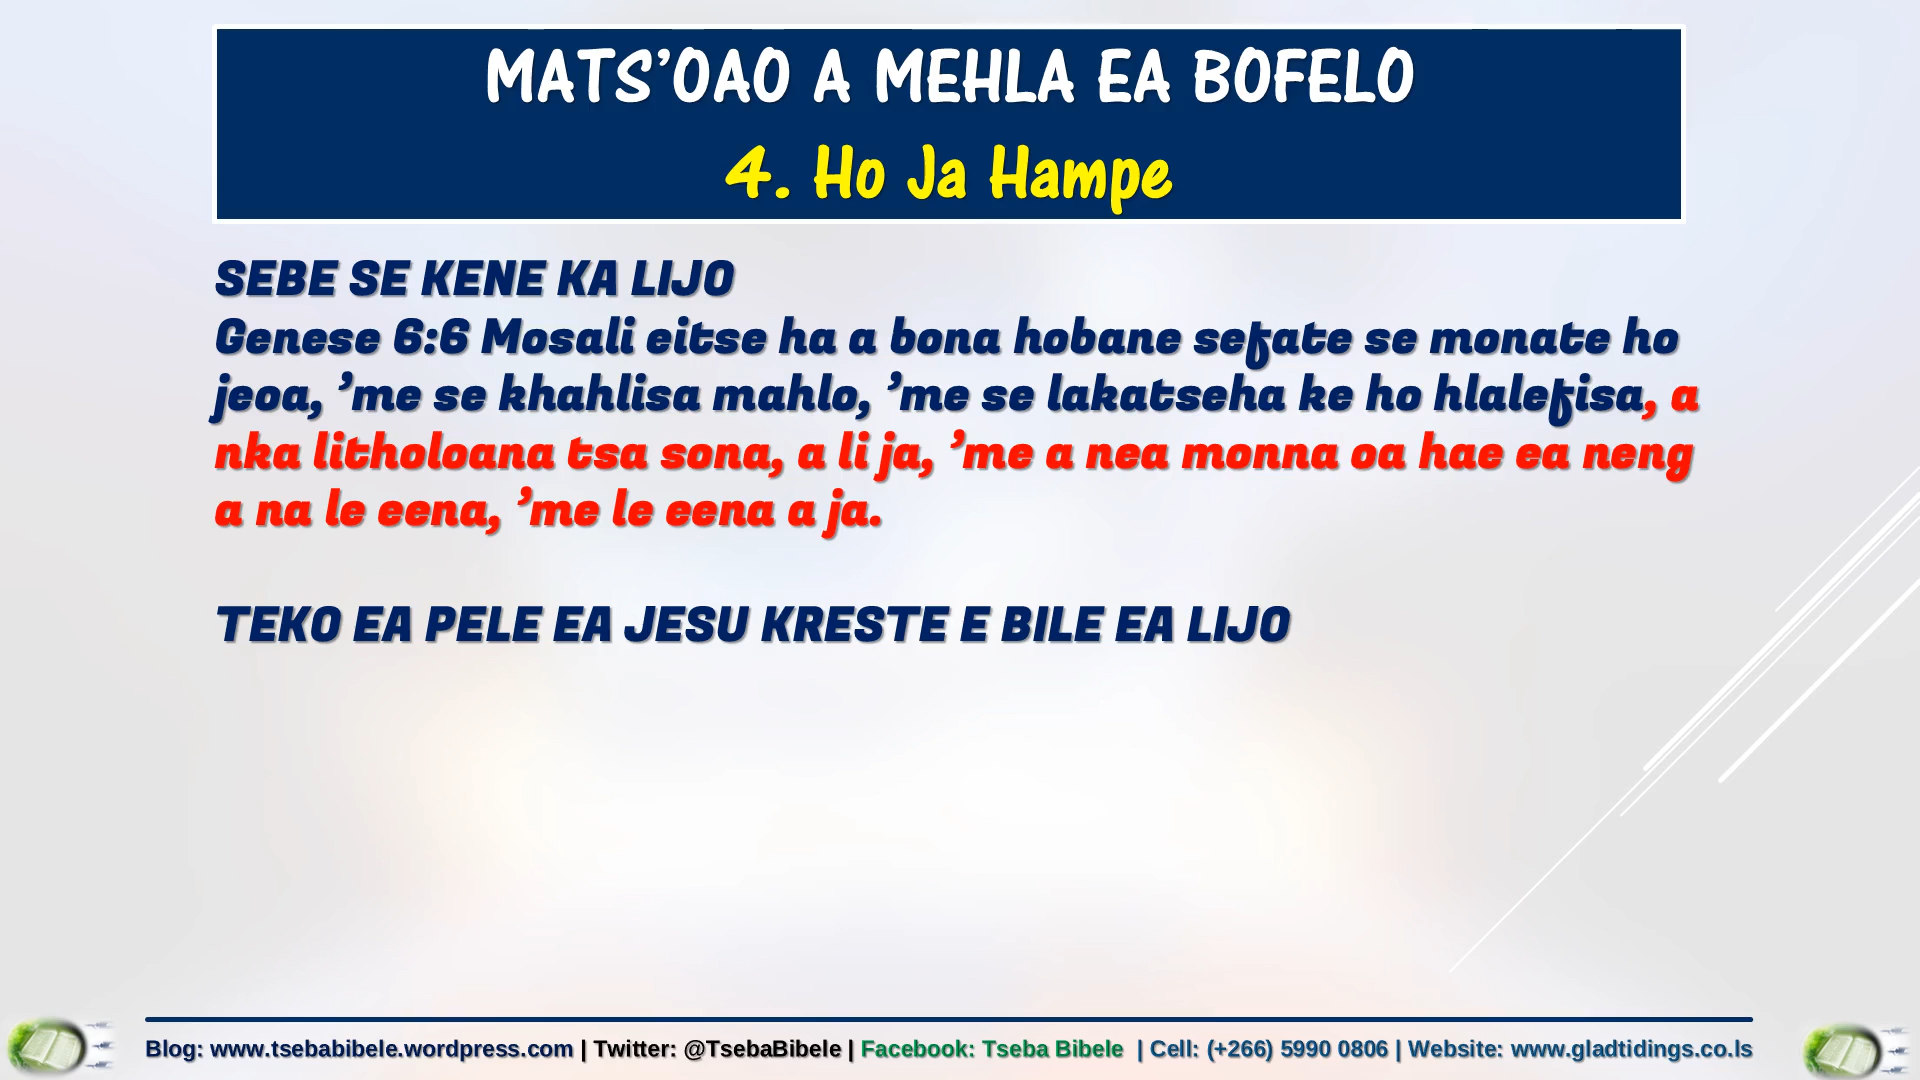 MATS’OAO A MEHLA EA BOFELO
4. Ho Ja Hampe
SEBE SE KENE KA LIJO
Genese 6:6 Mosali eitse ha a bona hobane sefate se monate ho
jeoa, ’me se khahlisa mahlo, ’me se lakatseha ke ho hlalefisa, a
nka litholoana tsa sona, a li ja, ’me a nea monna oa hae ea neng
a na le eena, ’me le eena a ja.
TEKO EA PELE EA JESU KRESTE E BILE EA LIJO
Blog: www.tsebabibele.wordpress.com | Twitter: @TsebaBibele | Facebook: Tseba Bibele | Cell: (+266) 5990 0806 | Website: www.gladtidings.co.ls